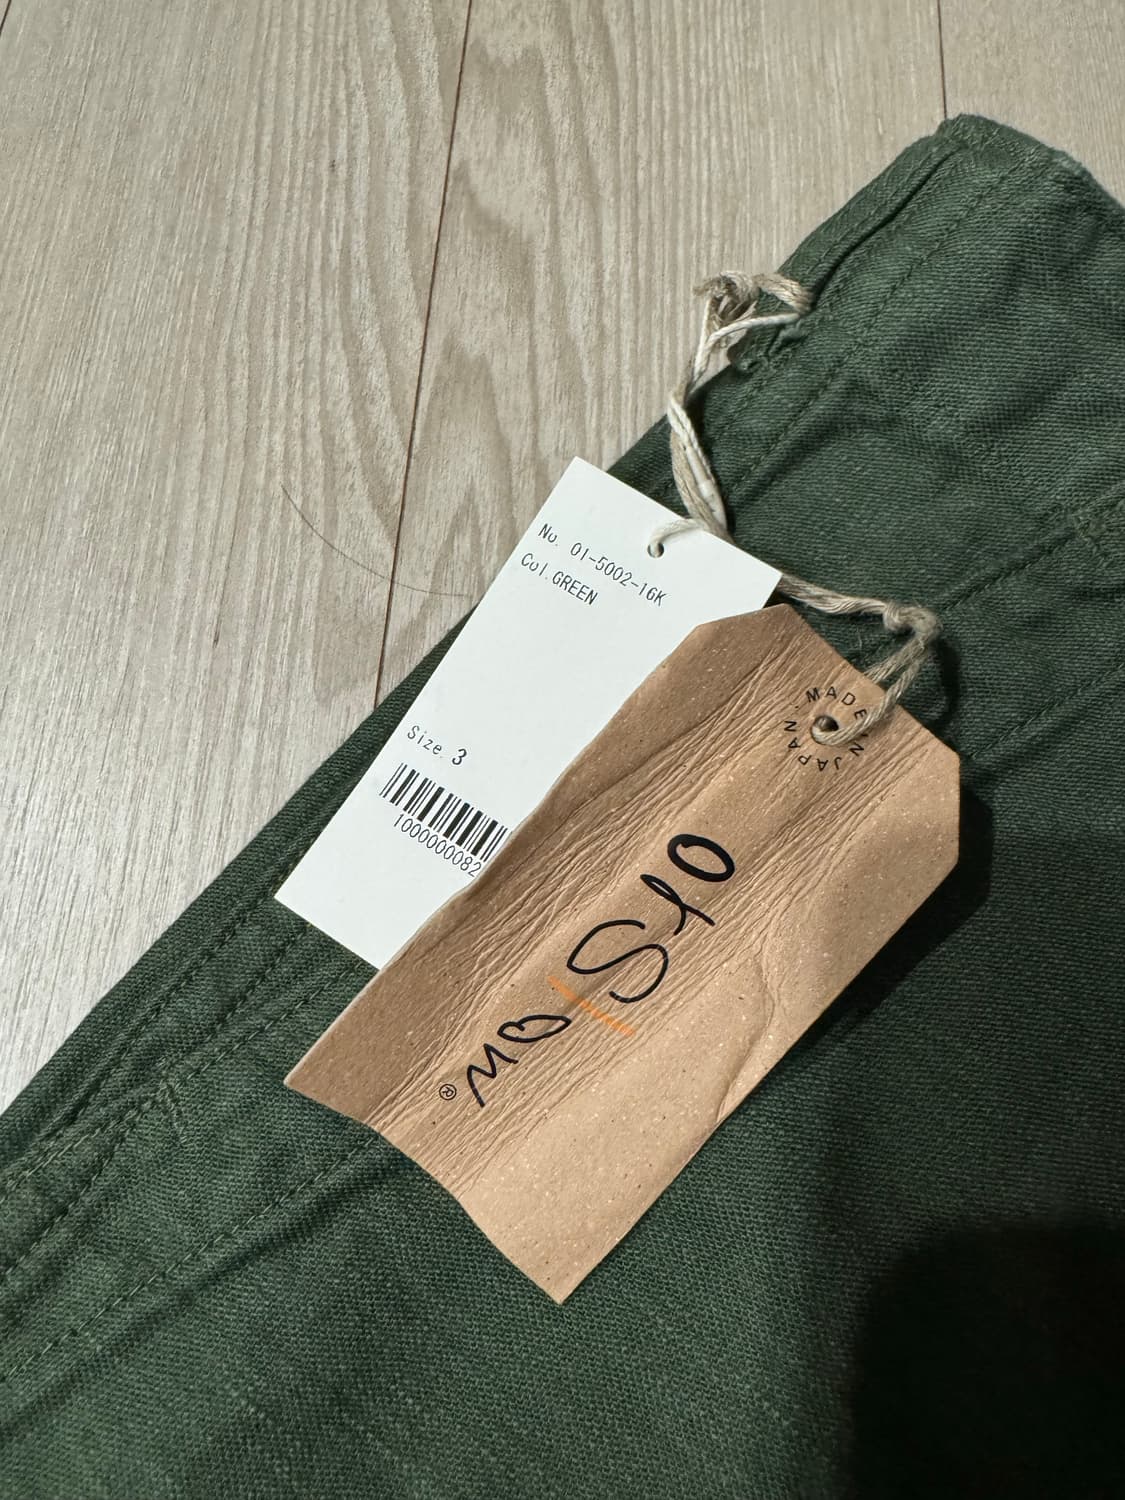 No. 01-5002-16K
Col.GREEN
Size. 3
1000000082
MADE IN JAPAN.
orSlow®